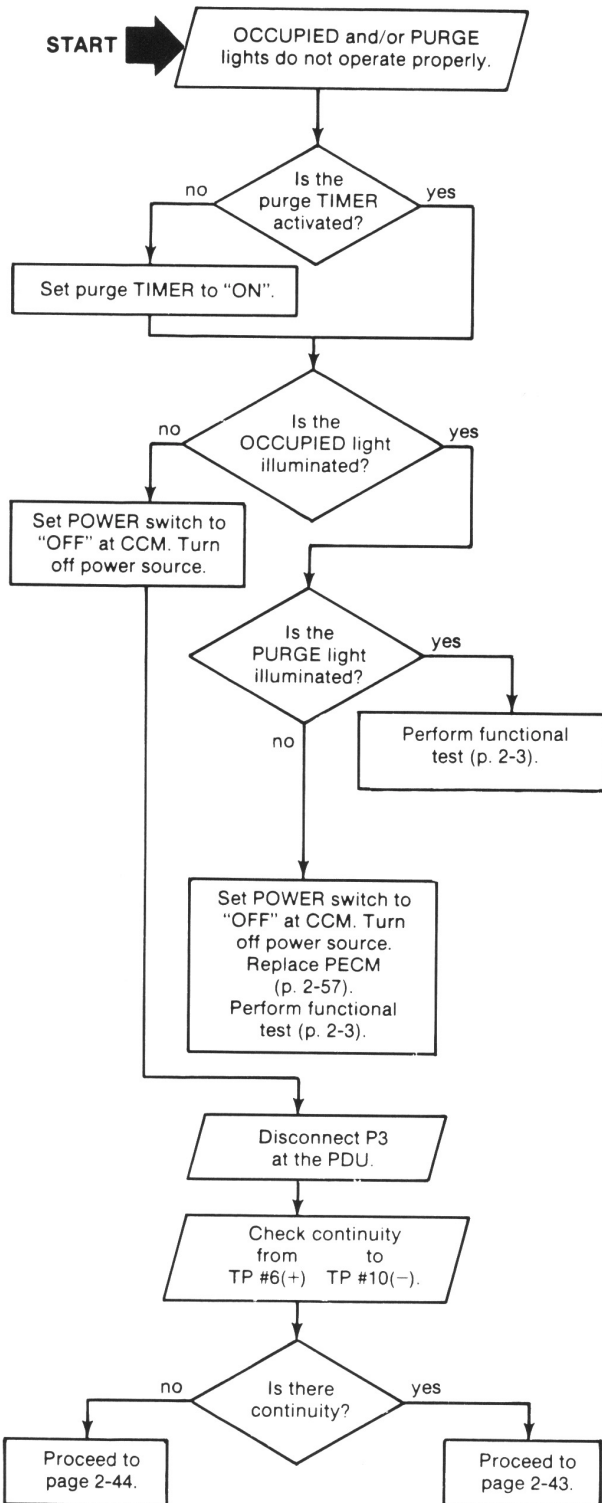 START
OCCUPIED and/or PURGE
lights do not operate properly.
no
Is the
purge TIMER
activated?
yes
Set purge TIMER to “ON”.
no
Is the
OCCUPIED light
illuminated?
yes
Set POWER switch to
“OFF” at CCM. Turn
off power source.
Is the
PURGE light
illuminated?
yes
no
Perform functional
test (p. 2-3).
Set POWER switch to
“OFF” at CCM. Turn
off power source.
Replace PECM
(p. 2-57).
Perform functional
test (p. 2-3).
Disconnect P3
at the PDU.
Check continuity
from to
TP #6(+) TP #10(−).
no
Is there
continuity?
yes
Proceed to
page 2-44.
Proceed to
page 2-43.